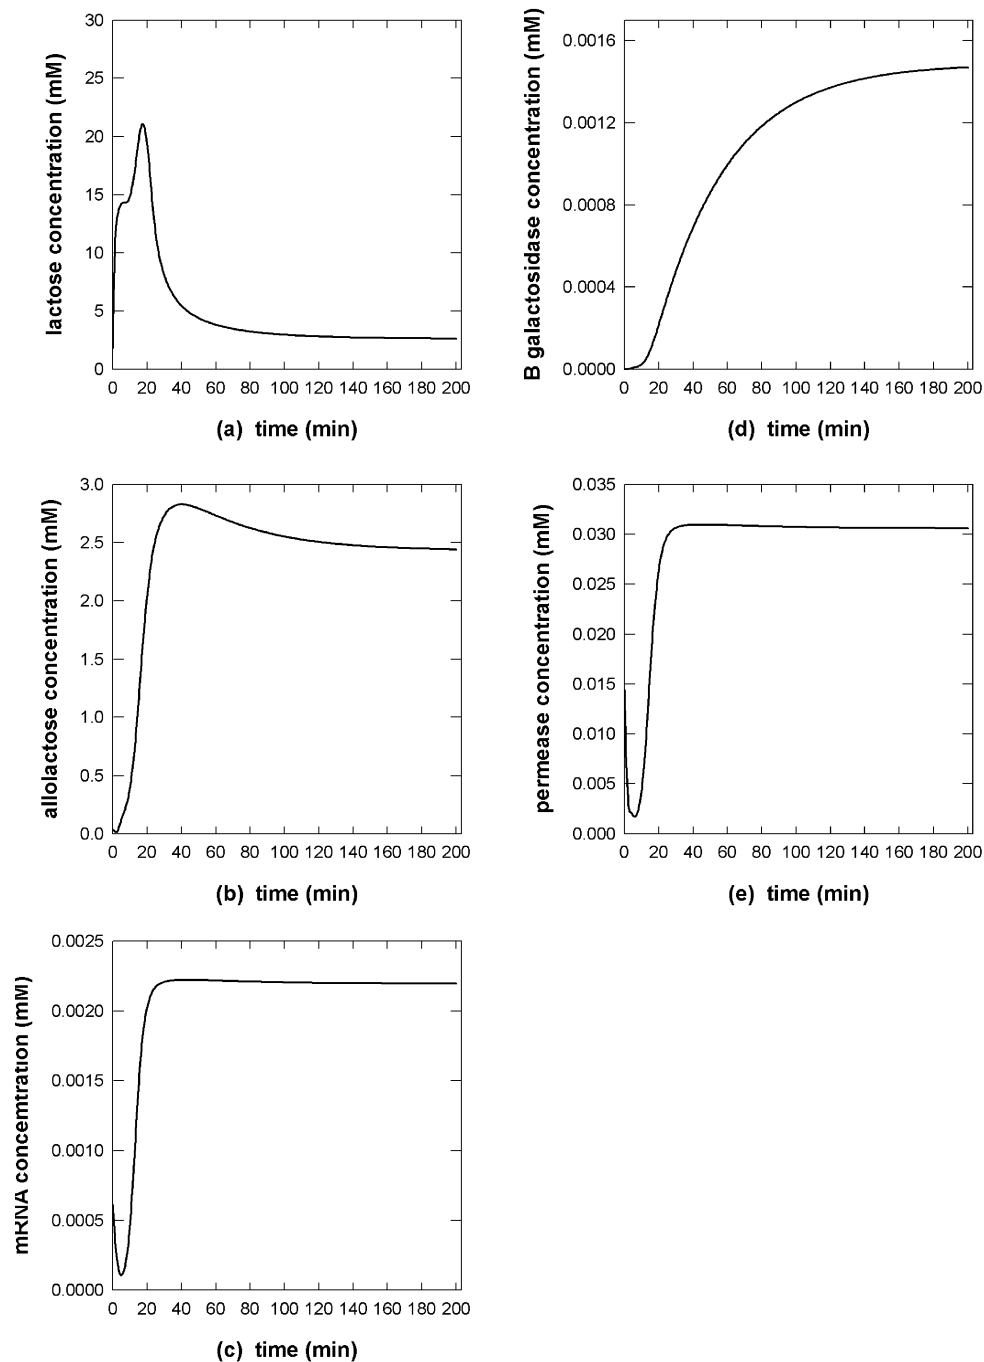 30
25
20
15
10
5
0
lactose concentration (mM)
0 20 40 60 80 100 120 140 160 180 200
(a) time (min)
0.0016
0.0012
0.0008
0.0004
0.0000
B galactosidase concentration (mM)
0 20 40 60 80 100 120 140 160 180 200
(d) time (min)
3.0
2.5
2.0
1.5
1.0
0.5
0.0
allolactose concentration (mM)
0 20 40 60 80 100 120 140 160 180 200
(b) time (min)
0.035
0.030
0.025
0.020
0.015
0.010
0.005
0.000
permease concentration (mM)
0 20 40 60 80 100 120 140 160 180 200
(e) time (min)
0.0025
0.0020
0.0015
0.0010
0.0005
0.0000
mRNA concemtration (mM)
0 20 40 60 80 100 120 140 160 180 200
(c) time (min)